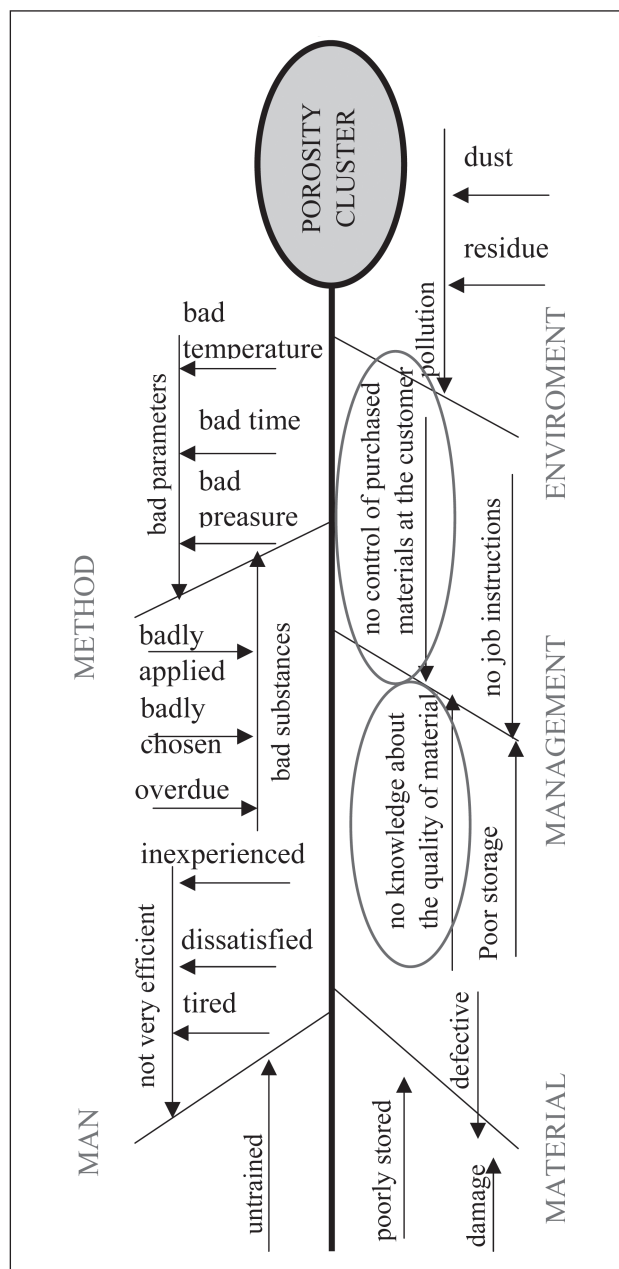 POROSITY
CLUSTER
dust
residue
pollution
ENVIROMENT
bad
temperature
bad time
bad
preasure
bad parameters
METHOD
badly
applied
badly
chosen
overdue
bad substances
no control of purchased
materials at the customer
no job instructions
MANAGEMENT
no knowledge about
the quality of material
Poor storage
inexperienced
dissatisfied
tired
not very efficient
MAN
untrained
defective
poorly stored
damage
MATERIAL